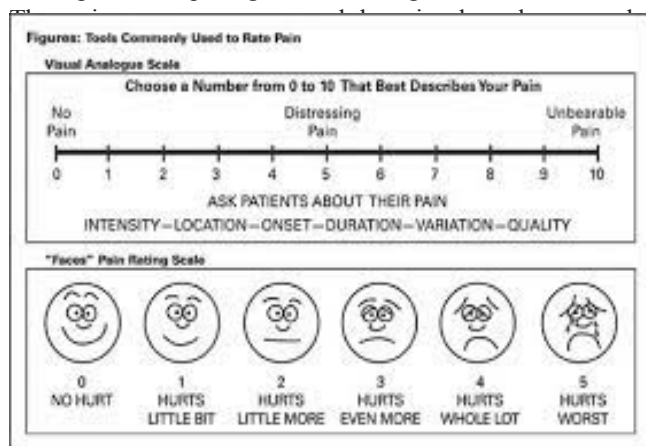 Figures: Tools Commonly Used to Rate Pain
Visual Analogue Scale
Choose a Number from 0 to 10 That Best Describes Your Pain
No Distressing Unbearable
Pain Pain Pain
0 1 2 3 4 5 6 7 8 9 10
ASK PATIENTS ABOUT THEIR PAIN
INTENSITY—LOCATION—ONSET—DURATION—VARIATION—QUALITY
"Faces" Pain Rating Scale
0 1 2 3 4 5
NO HURT HURTS HURTS HURTS HURTS HURTS
LITTLE BIT LITTLE MORE EVEN MORE WHOLE LOT WORST